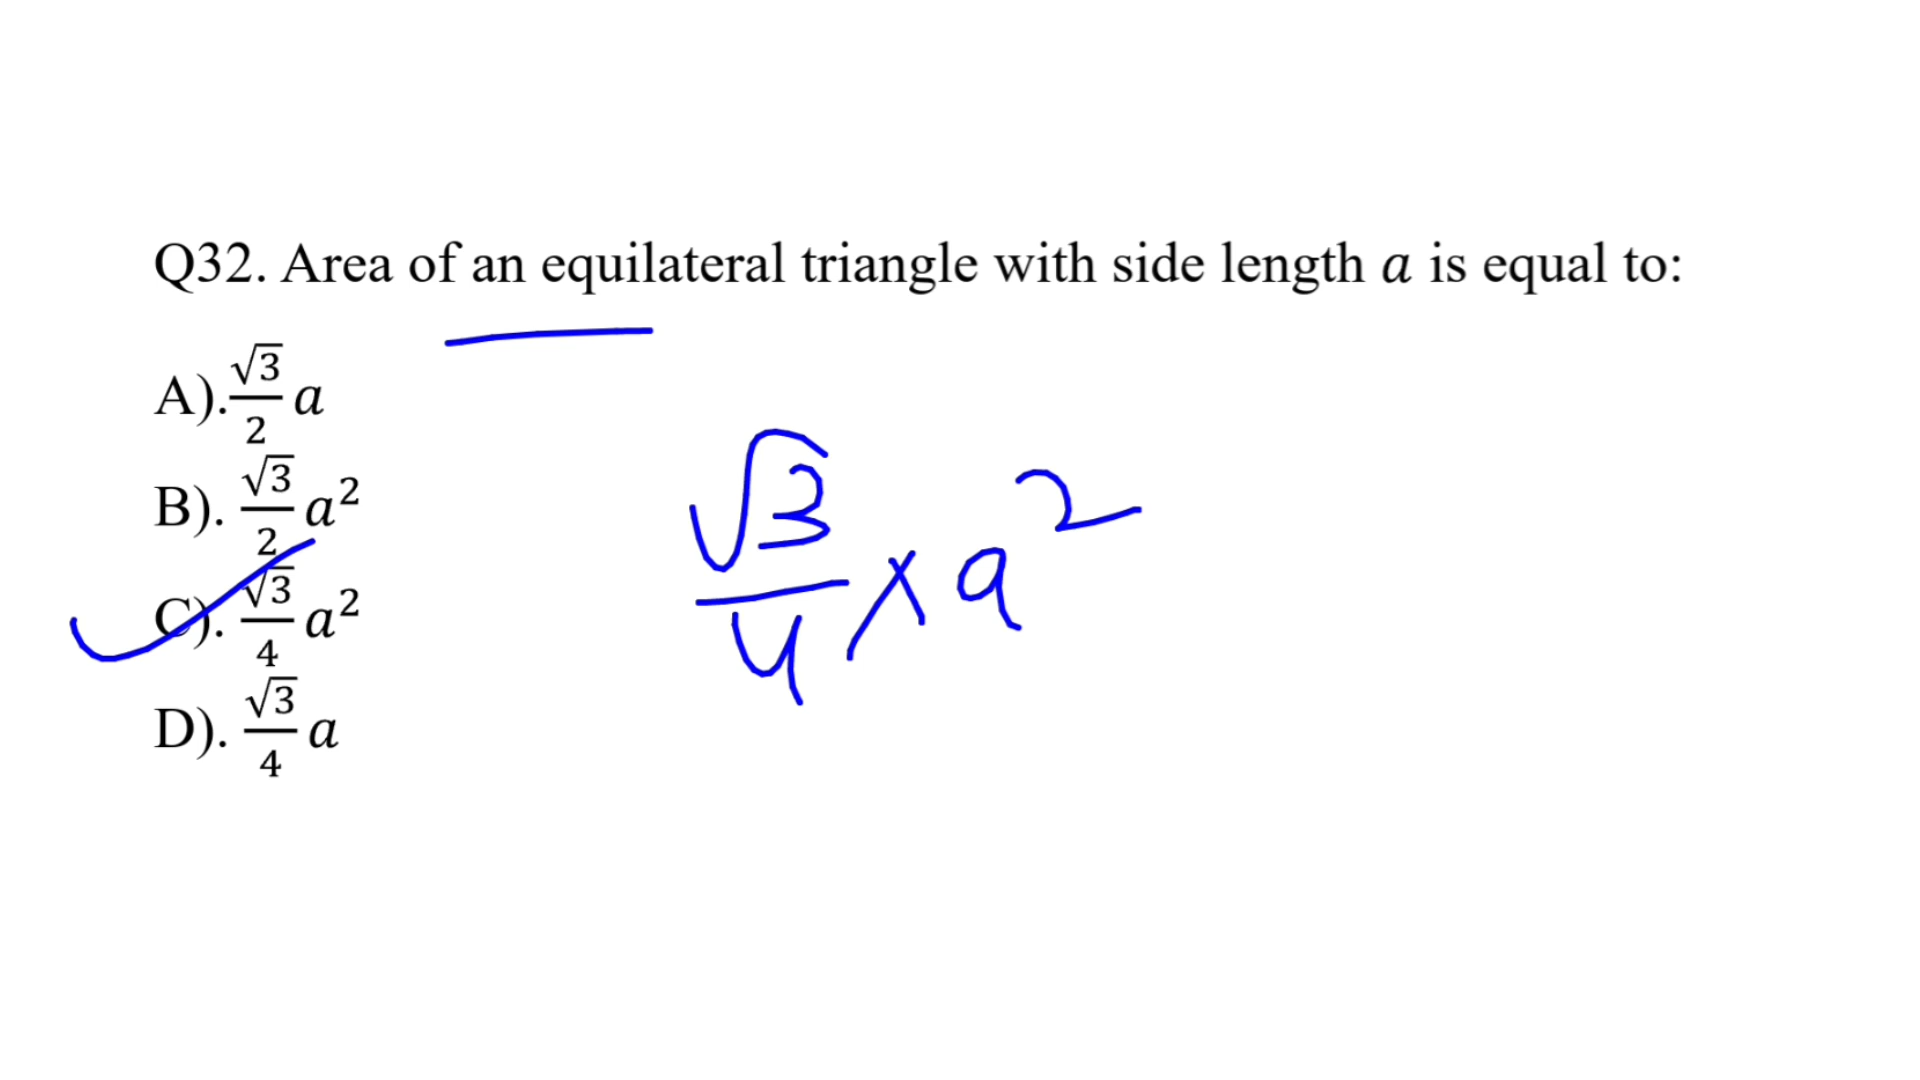 Q32. Area of an equilateral triangle with side length a is equal to:
A). √3/2 a
B). √3/2 a²
C). √3/4 a²
D). √3/4 a
√3/4 × a²